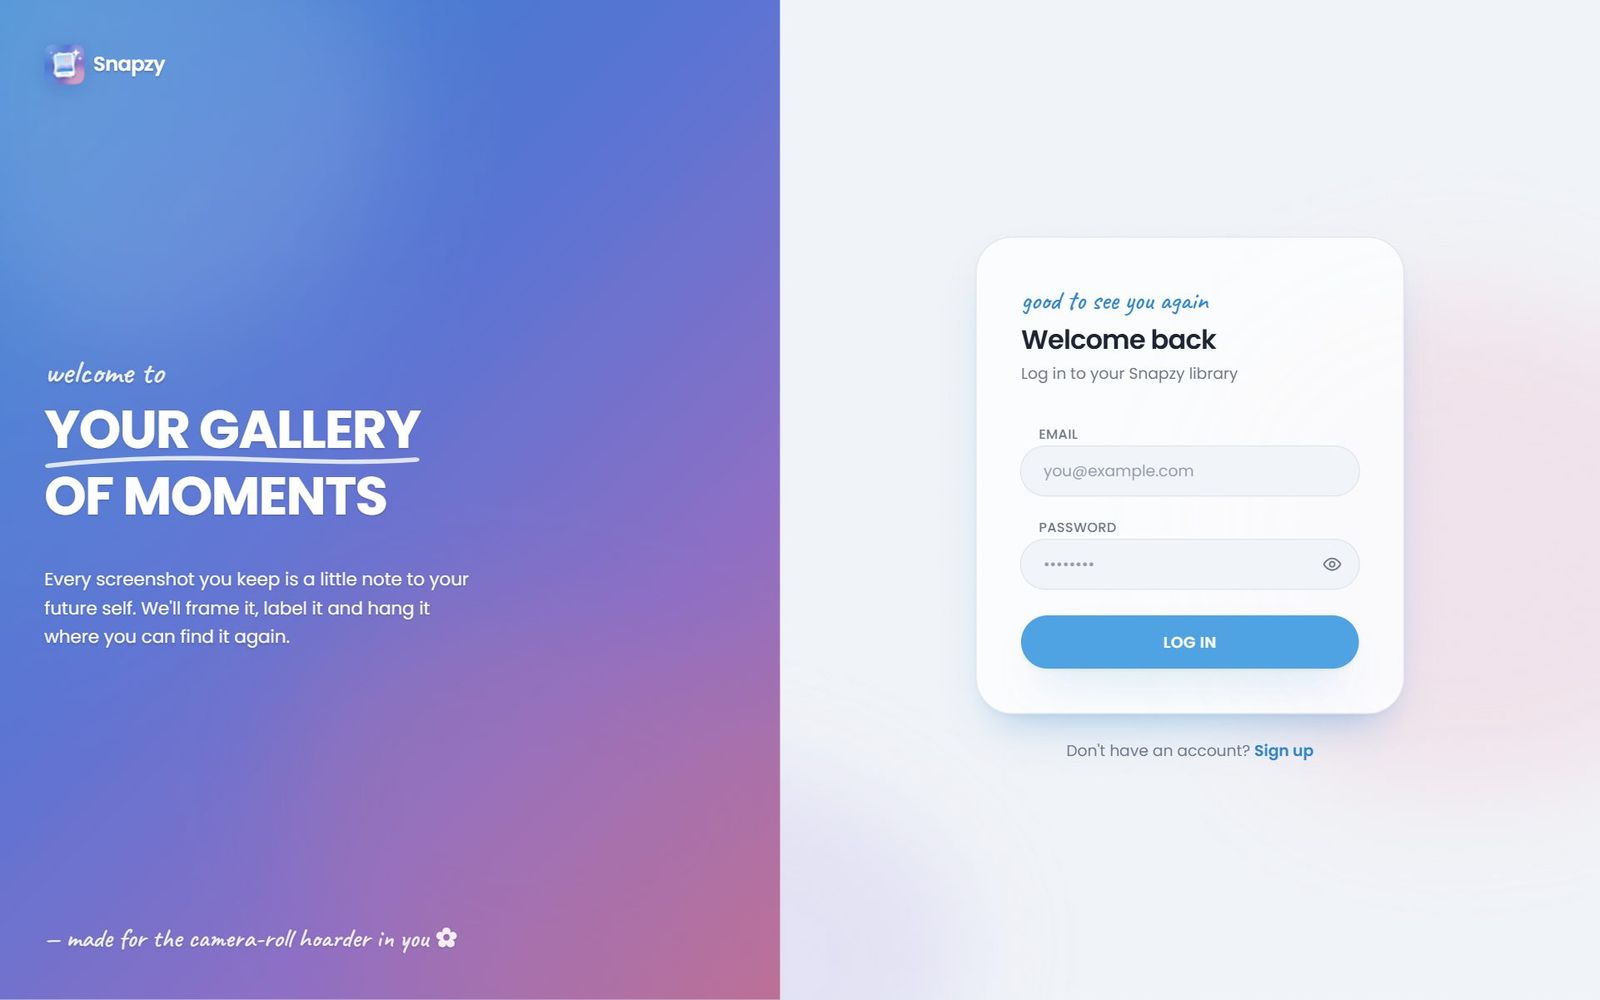 Snapzy
welcome to
YOUR GALLERY
OF MOMENTS
Every screenshot you keep is a little note to your
future self. We'll frame it, label it and hang it
where you can find it again.
— made for the camera-roll hoarder in you ✿
good to see you again
Welcome back
Log in to your Snapzy library
EMAIL
you@example.com
PASSWORD
••••••••
LOG IN
Don't have an account? Sign up